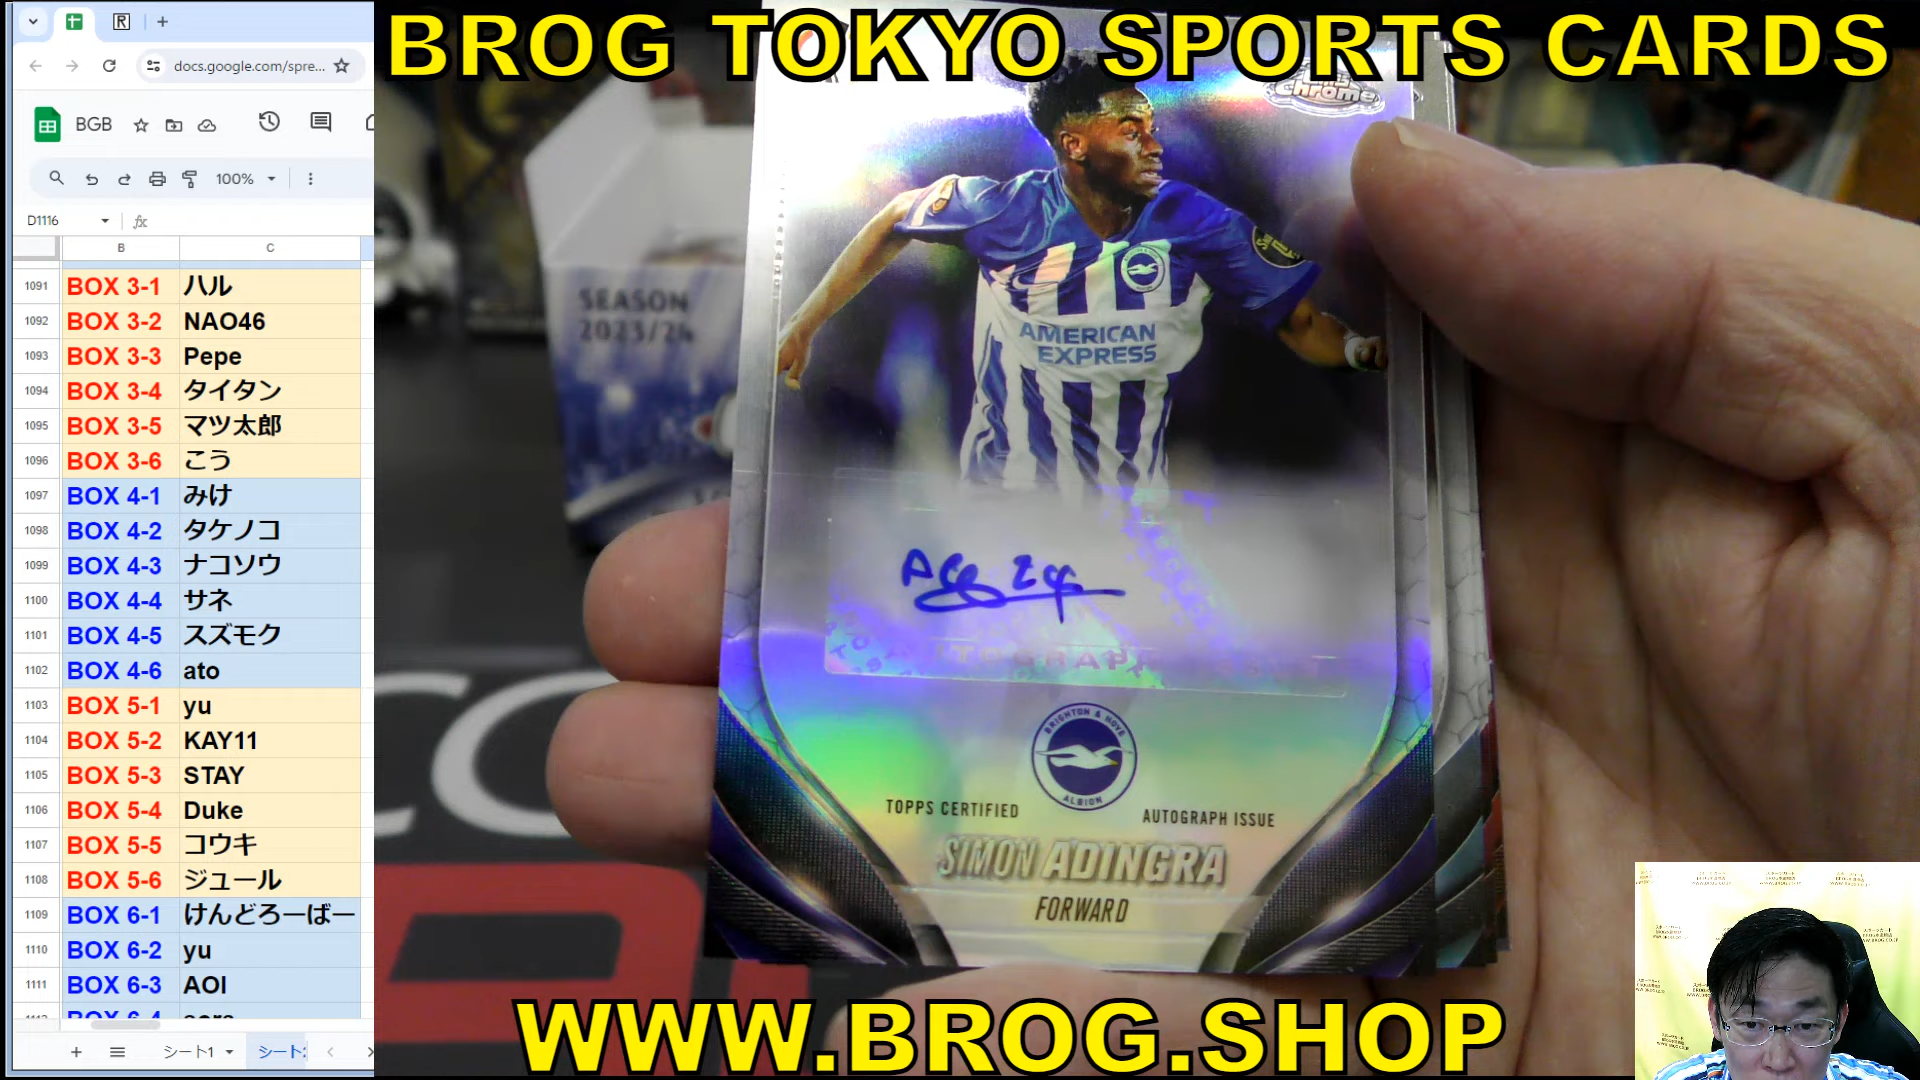 BROG TOKYO SPORTS CARDS
docs.google.com/spre...
BGB
100%
D1116
fx
B C
1091 BOX 3-1 ハル
1092 BOX 3-2 NAO46
1093 BOX 3-3 Pepe
1094 BOX 3-4 タイタン
1095 BOX 3-5 マツ太郎
1096 BOX 3-6 こう
1097 BOX 4-1 みけ
1098 BOX 4-2 タケノコ
1099 BOX 4-3 ナコソウ
1100 BOX 4-4 サネ
1101 BOX 4-5 スズモク
1102 BOX 4-6 ato
1103 BOX 5-1 yu
1104 BOX 5-2 KAY11
1105 BOX 5-3 STAY
1106 BOX 5-4 Duke
1107 BOX 5-5 コウキ
1108 BOX 5-6 ジュール
1109 BOX 6-1 けんどろーばー
1110 BOX 6-2 yu
1111 BOX 6-3 AOI
シート1
シート
SEASON
2023/24
Chrome
AMERICAN
EXPRESS
BRIGHTON & HOVE
ALBION
TOPPS CERTIFIED
AUTOGRAPH ISSUE
SIMON ADINGRA
FORWARD
WWW.BROG.SHOP